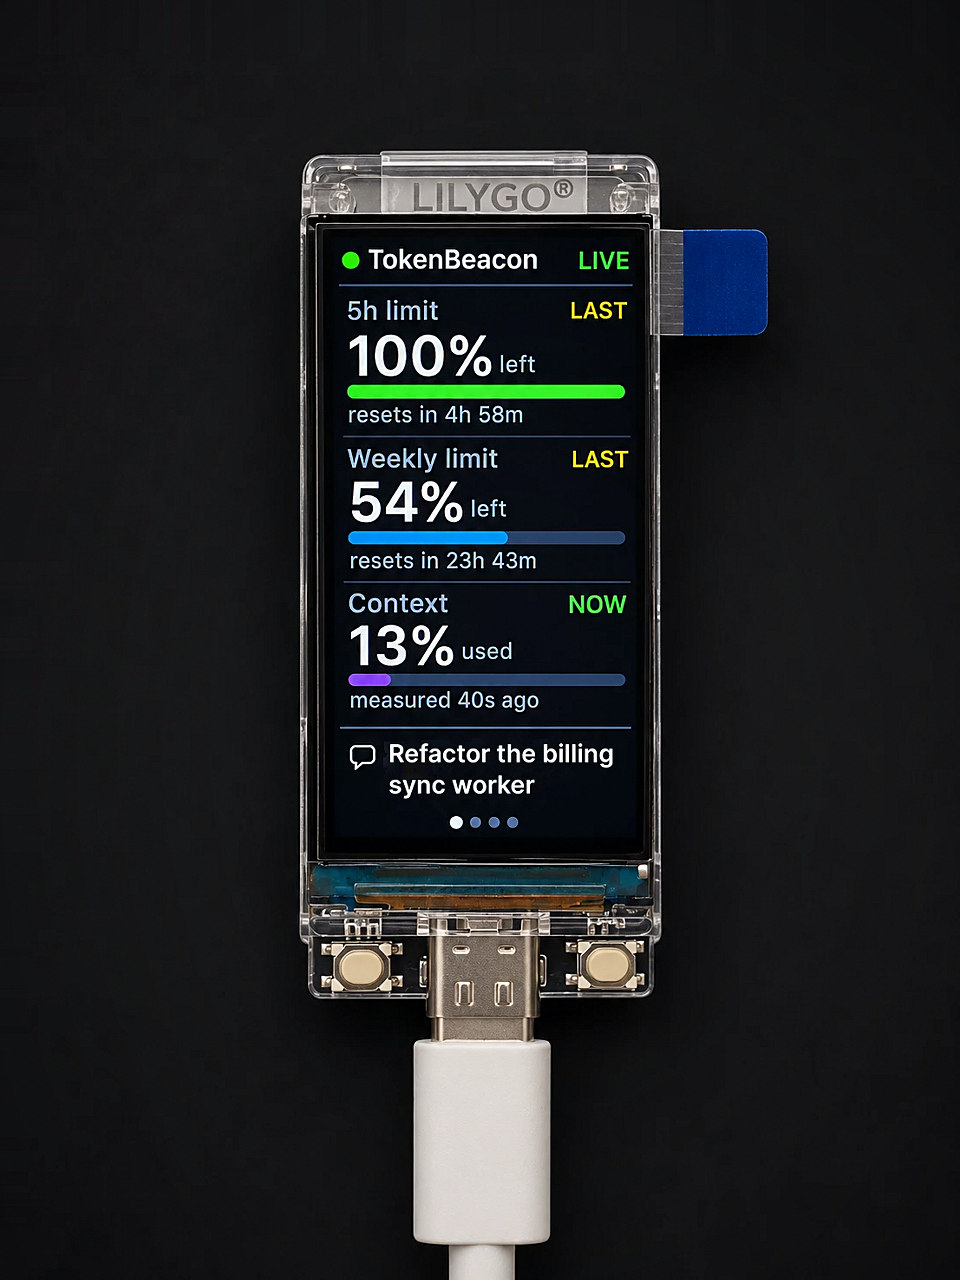 LILYGO®
TokenBeacon LIVE
5h limit LAST
100% left
resets in 4h 58m
Weekly limit LAST
54% left
resets in 23h 43m
Context NOW
13% used
measured 40s ago
Refactor the billing
sync worker